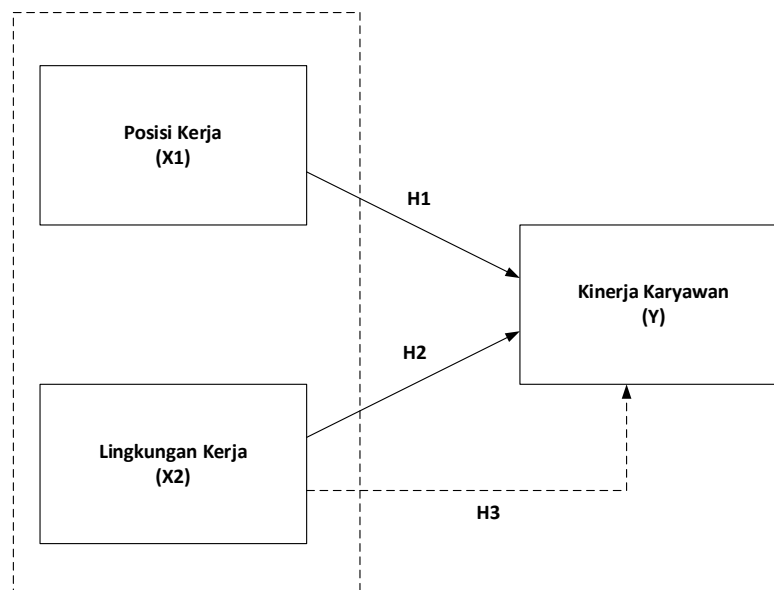 Posisi Kerja
(X1)
H1
Kinerja Karyawan
(Y)
H2
Lingkungan Kerja
(X2)
H3